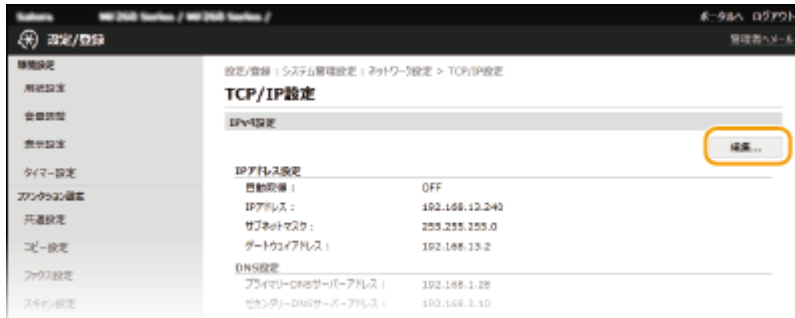 Satera
ポータルへ ログアウト
設定/登録
管理者へメール
環境設定
用紙設定
音量調整
表示設定
タイマー設定
ファンクション設定
共通設定
コピー設定
ファクス設定
スキャン設定
設定/登録 : システム管理設定 : ネットワーク設定 > TCP/IP設定
TCP/IP設定
IPv4設定
編集...
IPアドレス設定
自動取得 : OFF
IPアドレス : 192.168.13.240
サブネットマスク : 255.255.255.0
ゲートウェイアドレス : 192.168.13.2
DNS設定
プライマリーDNSサーバーアドレス : 192.168.1.28
セカンダリーDNSサーバーアドレス : 192.168.3.10